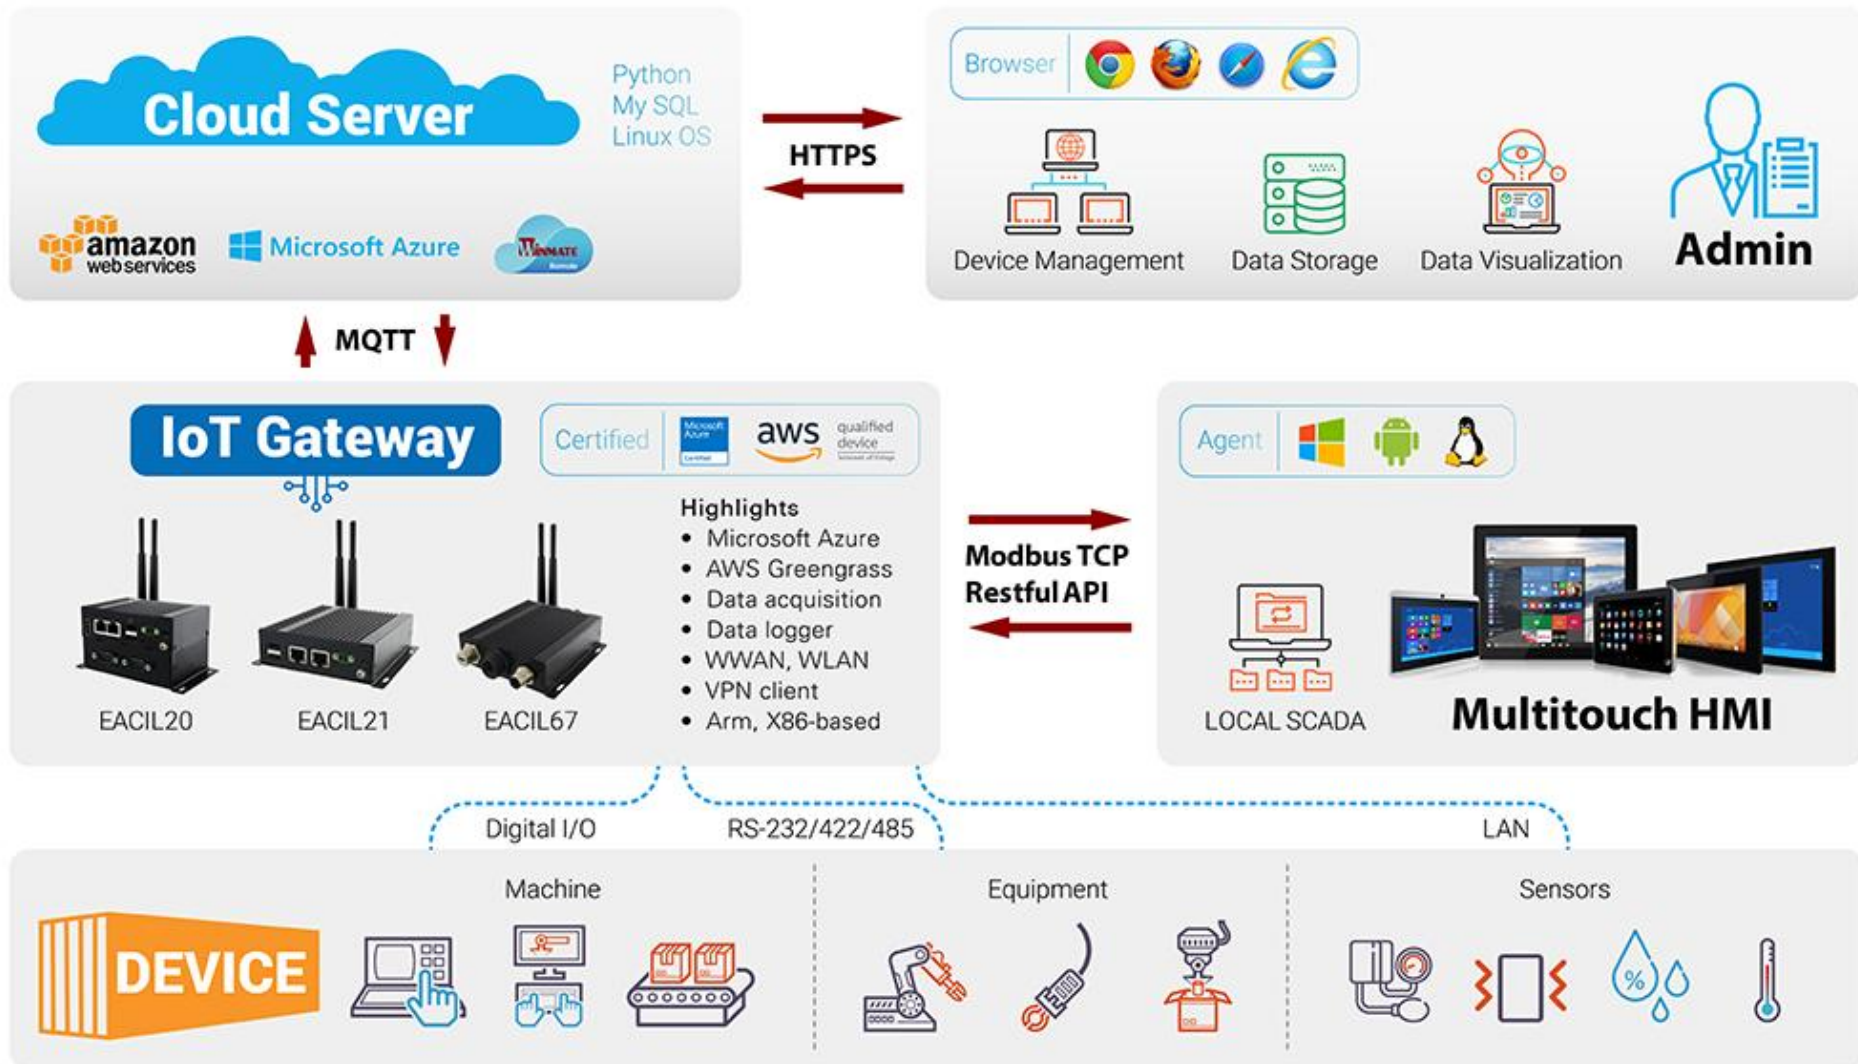 Cloud Server
Python
My SQL
Linux OS
amazon
web services
Microsoft Azure
WINMATE
Remote
HTTPS
Browser
Device Management
Data Storage
Data Visualization
Admin
MQTT
IoT Gateway
Certified
Microsoft
Azure
Certified
aws
qualified
device
EACIL20
EACIL21
EACIL67
Highlights
• Microsoft Azure
• AWS Greengrass
• Data acquisition
• Data logger
• WWAN, WLAN
• VPN client
• Arm, X86-based
Modbus TCP
Restful API
Agent
LOCAL SCADA
Multitouch HMI
Digital I/O
RS-232/422/485
LAN
DEVICE
Machine
Equipment
Sensors
%